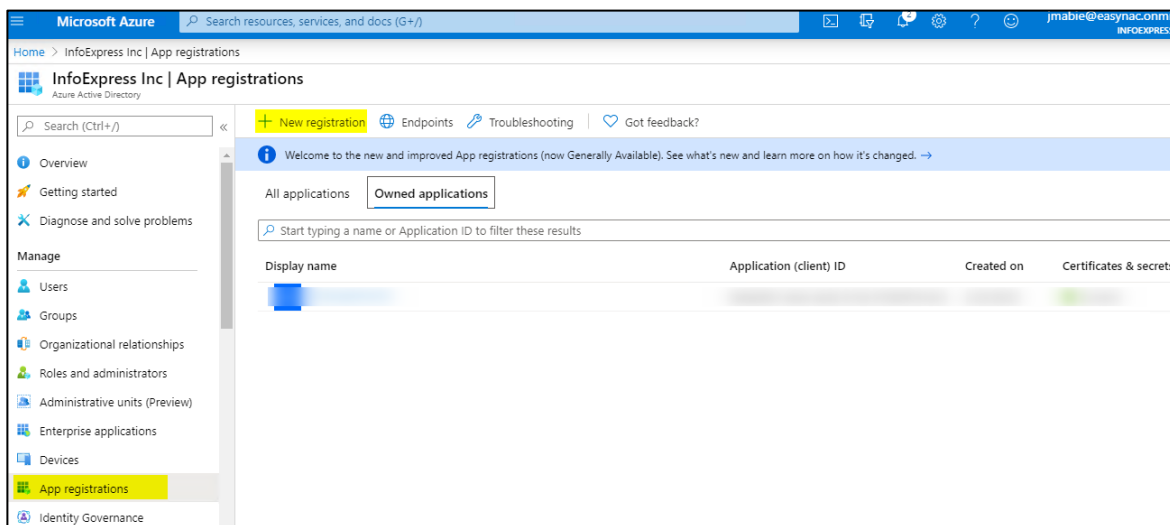 Microsoft Azure
Search resources, services, and docs (G+/)
2
jmabie@easynac.onmi
INFOEXPRESS
Home > InfoExpress Inc | App registrations
InfoExpress Inc | App registrations
Azure Active Directory
Search (Ctrl+/)
«
+ New registration
Endpoints
Troubleshooting
Got feedback?
Welcome to the new and improved App registrations (now Generally Available). See what's new and learn more on how it's changed. →
Overview
Getting started
Diagnose and solve problems
Manage
Users
Groups
Organizational relationships
Roles and administrators
Administrative units (Preview)
Enterprise applications
Devices
App registrations
Identity Governance
All applications
Owned applications
Start typing a name or Application ID to filter these results
Display name
Application (client) ID
Created on
Certificates & secrets